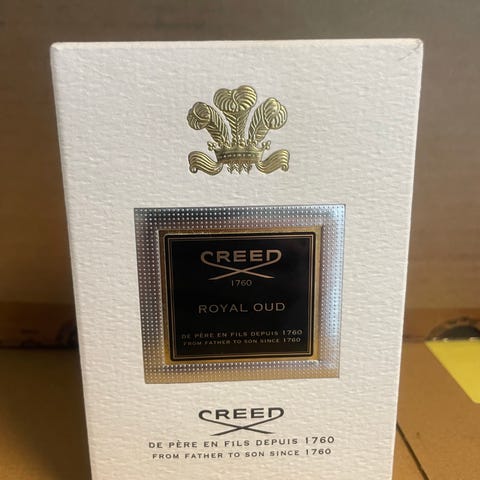 CREED
1760
ROYAL OUD
DE PÈRE EN FILS DEPUIS 1760
FROM FATHER TO SON SINCE 1760
CREED
DE PÈRE EN FILS DEPUIS 1760
FROM FATHER TO SON SINCE 1760